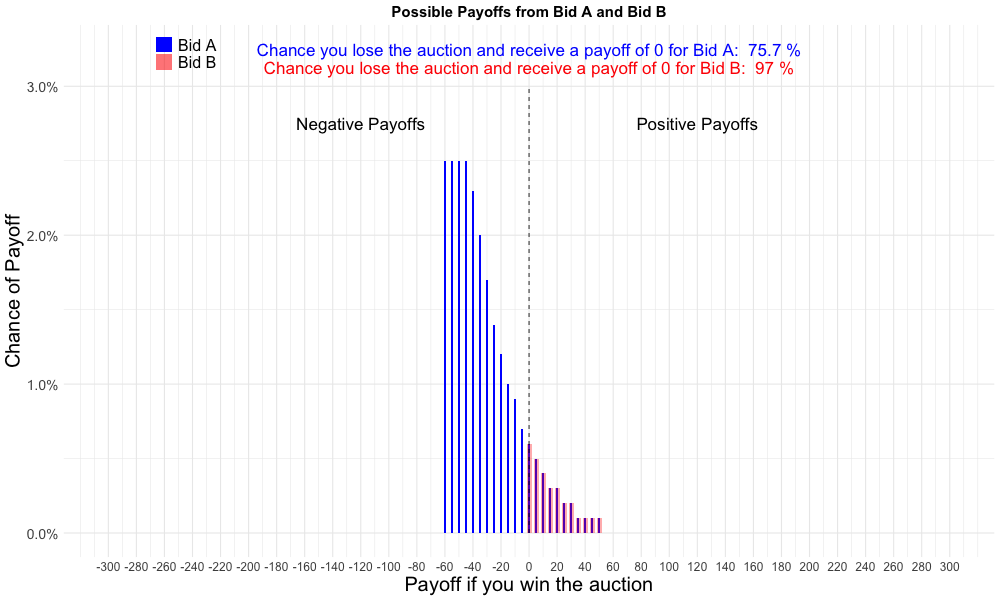 Possible Payoffs from Bid A and Bid B
Bid A
Bid B
Chance you lose the auction and receive a payoff of 0 for Bid A:  75.7 %
Chance you lose the auction and receive a payoff of 0 for Bid B:  97 %
Negative Payoffs
Positive Payoffs
Chance of Payoff
3.0%
2.0%
1.0%
0.0%
-300 -280 -260 -240 -220 -200 -180 -160 -140 -120 -100 -80 -60 -40 -20 0 20 40 60 80 100 120 140 160 180 200 220 240 260 280 300
Payoff if you win the auction